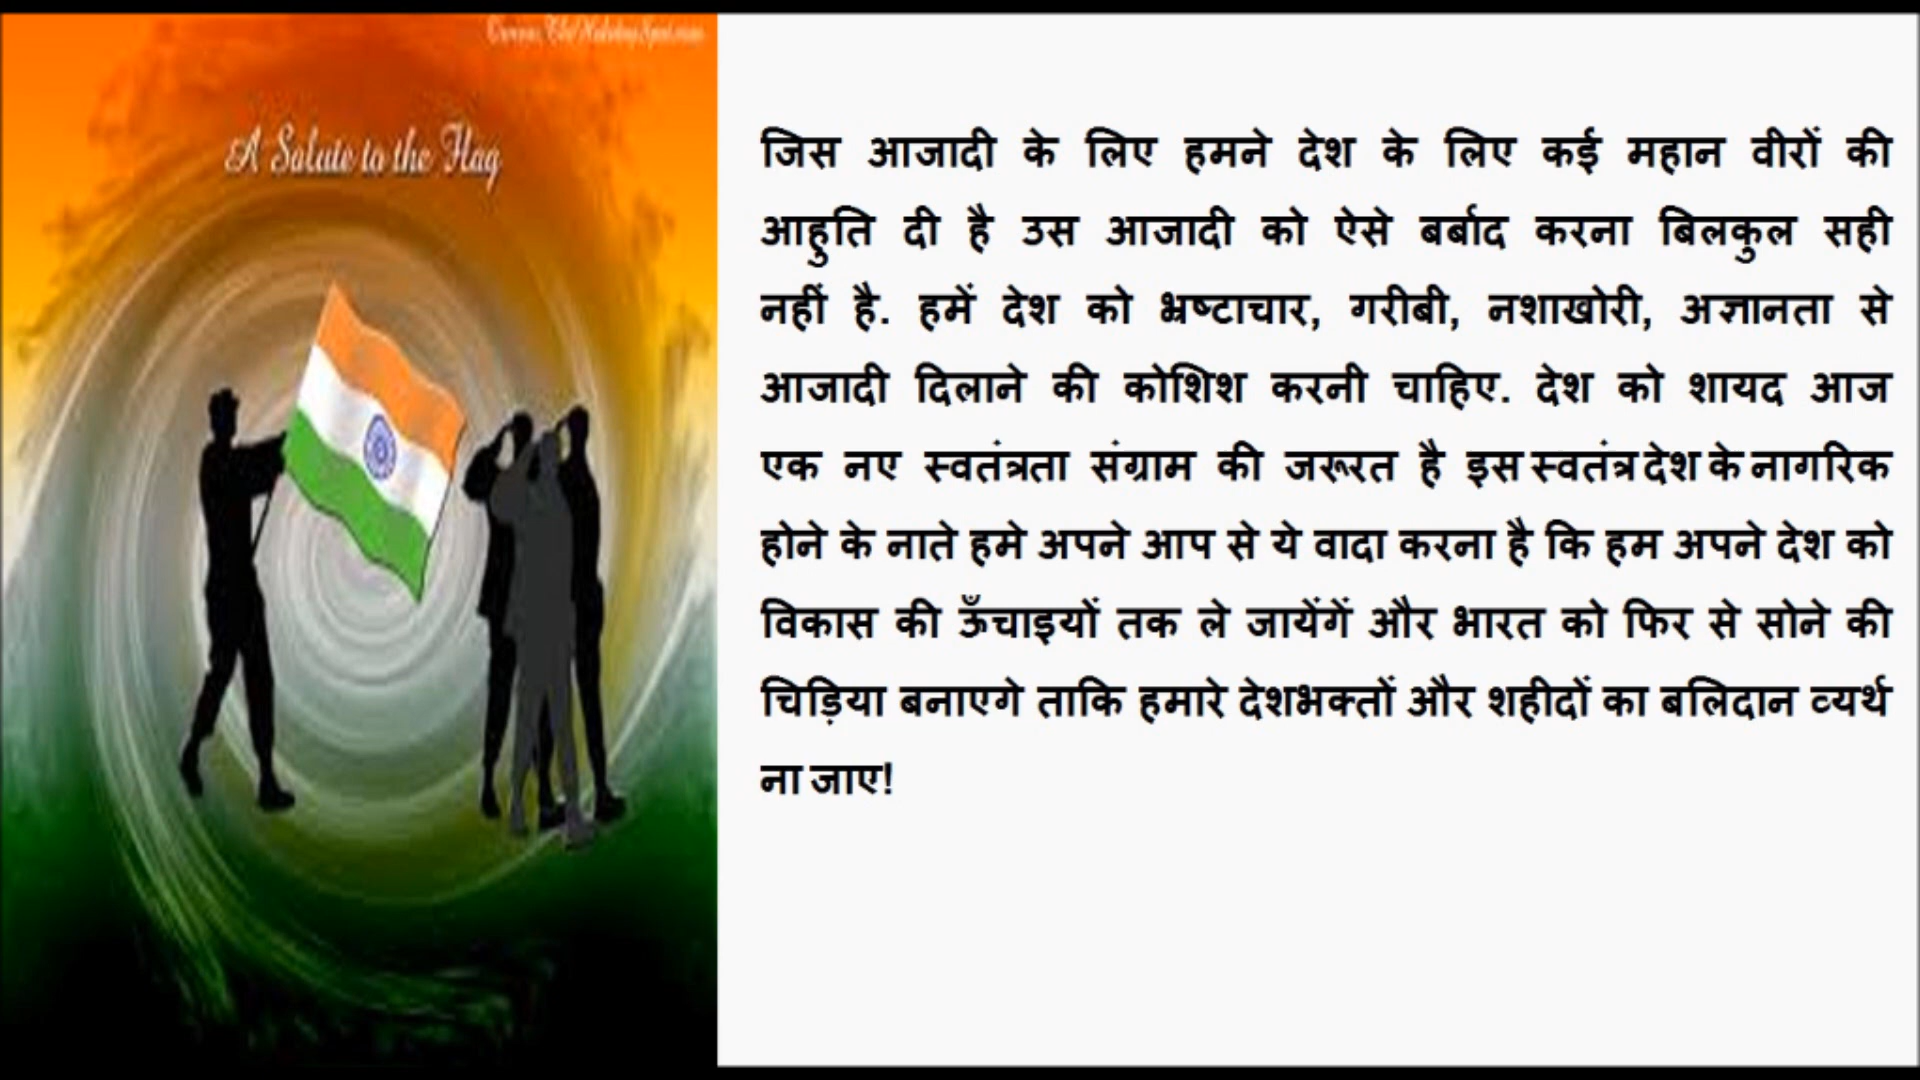 A Salute to the Flag
जिस आजादी के लिए हमने देश के लिए कई महान वीरों की
आहुति दी है उस आजादी को ऐसे बर्बाद करना बिलकुल सही
नहीं है. हमें देश को भ्रष्टाचार, गरीबी, नशाखोरी, अज्ञानता से
आजादी दिलाने की कोशिश करनी चाहिए. देश को शायद आज
एक नए स्वतंत्रता संग्राम की जरूरत है इस स्वतंत्र देश के नागरिक
होने के नाते हमे अपने आप से ये वादा करना है कि हम अपने देश को
विकास की ऊँचाइयों तक ले जायेंगें और भारत को फिर से सोने की
चिड़िया बनाएगे ताकि हमारे देशभक्तों और शहीदों का बलिदान व्यर्थ
ना जाए!